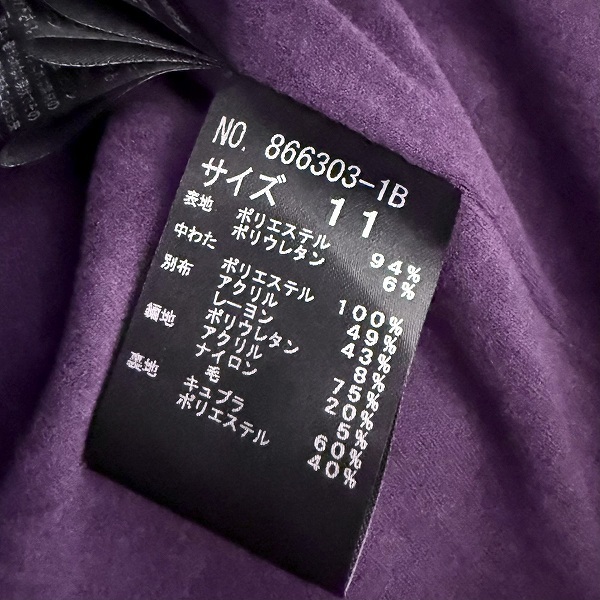 NO. 866303-1B
サイズ 11
表地 ポリエステル 94%
ポリウレタン 6%
中わた ポリエステル 100%
別布 アクリル 49%
レーヨン 43%
ポリウレタン 8%
編地 アクリル 75%
ナイロン 20%
毛 5%
裏地 キュプラ 60%
ポリエステル 40%